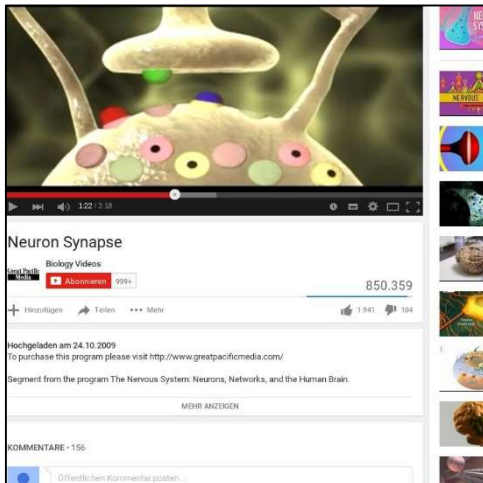 1:22 / 3:18
Neuron Synapse
Great Pacific
Media
Biology Videos
Abonnieren 999+
850.359
Hinzufügen Teilen Mehr 1.941 104
Hochgeladen am 24.10.2009
To purchase this program please visit http://www.greatpacificmedia.com/
Segment from the program The Nervous System: Neurons, Networks, and the Human Brain.
MEHR ANZEIGEN
KOMMENTARE • 156
Öffentlichen Kommentar posten...
NERVOUS